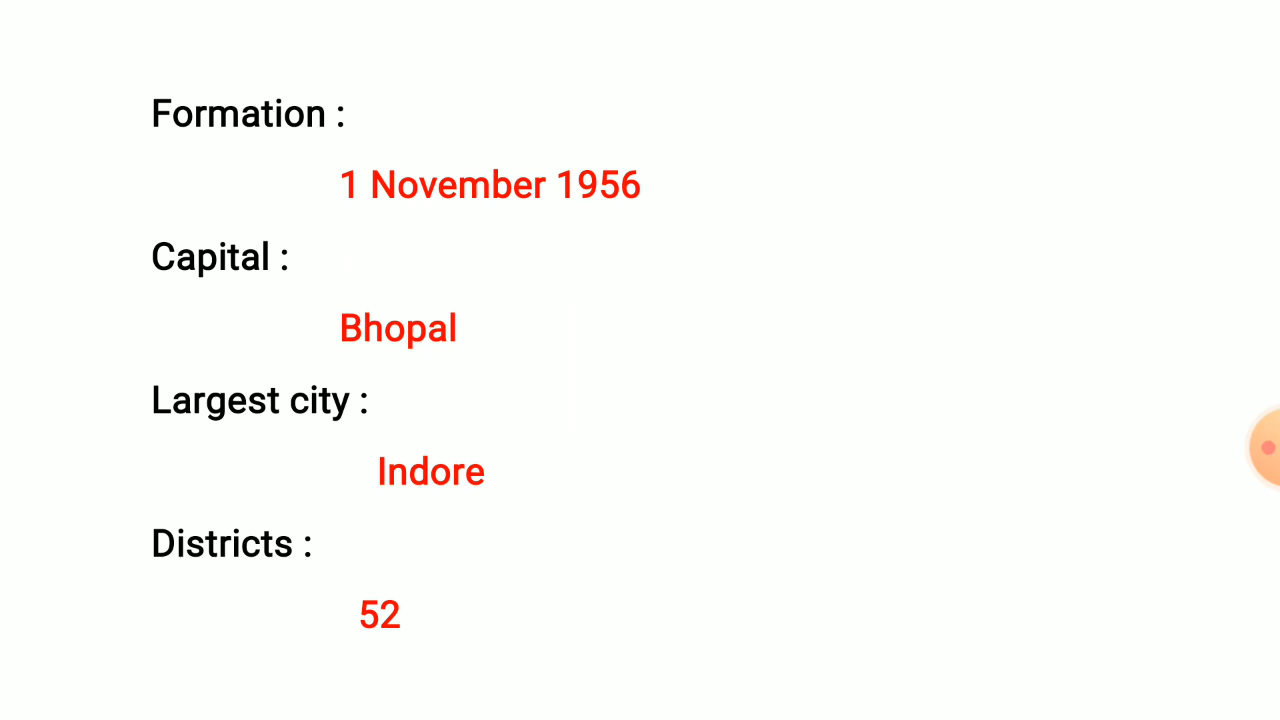 Formation :
1 November 1956
Capital :
Bhopal
Largest city :
Indore
Districts :
52